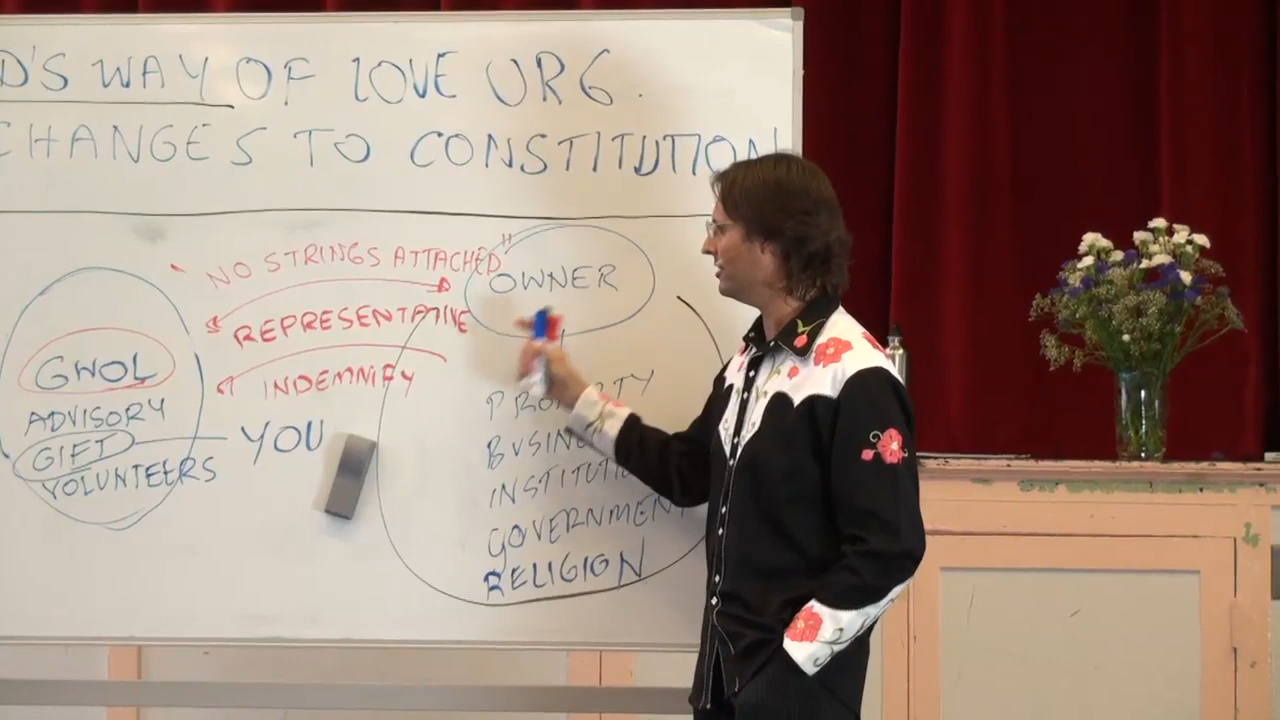 D'S WAY OF LOVE UR6.
CHANGES TO CONSTITUTION
"NO STRINGS ATTACHED"
OWNER
REPRESENTATIVE
GWOL
INDEMNIFY
ADVISORY
YOU
GIFT
VOLUNTEERS
GOVERNMENT
RELIGION